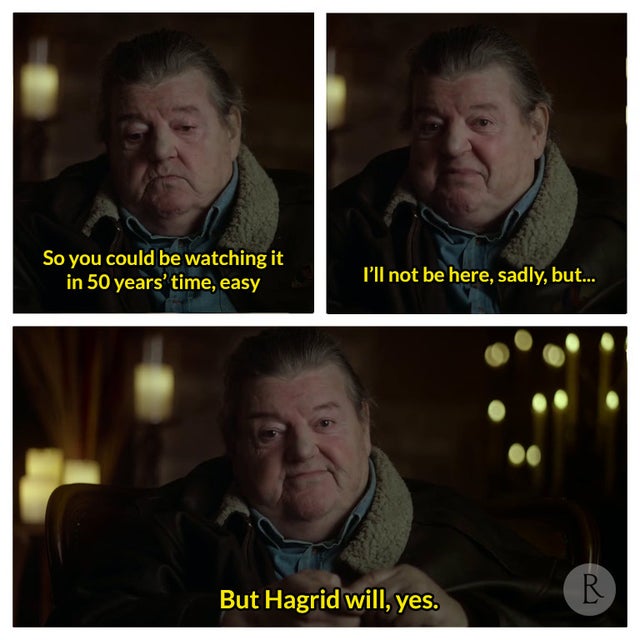 So you could be watching it
in 50 years' time, easy
I'll not be here, sadly, but...
But Hagrid will, yes.